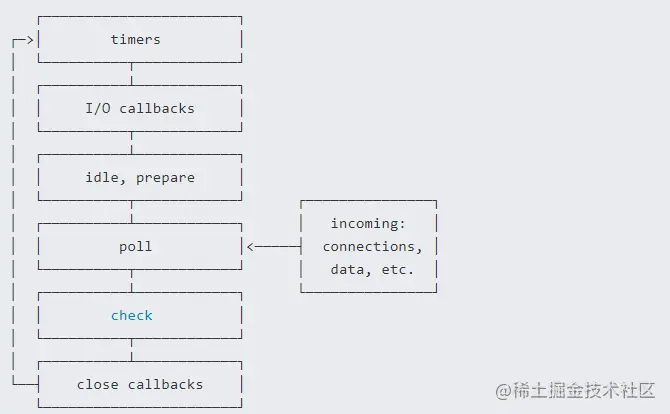 timers
I/O callbacks
idle, prepare
poll
incoming:
connections,
data, etc.
check
close callbacks
@稀土掘金技术社区